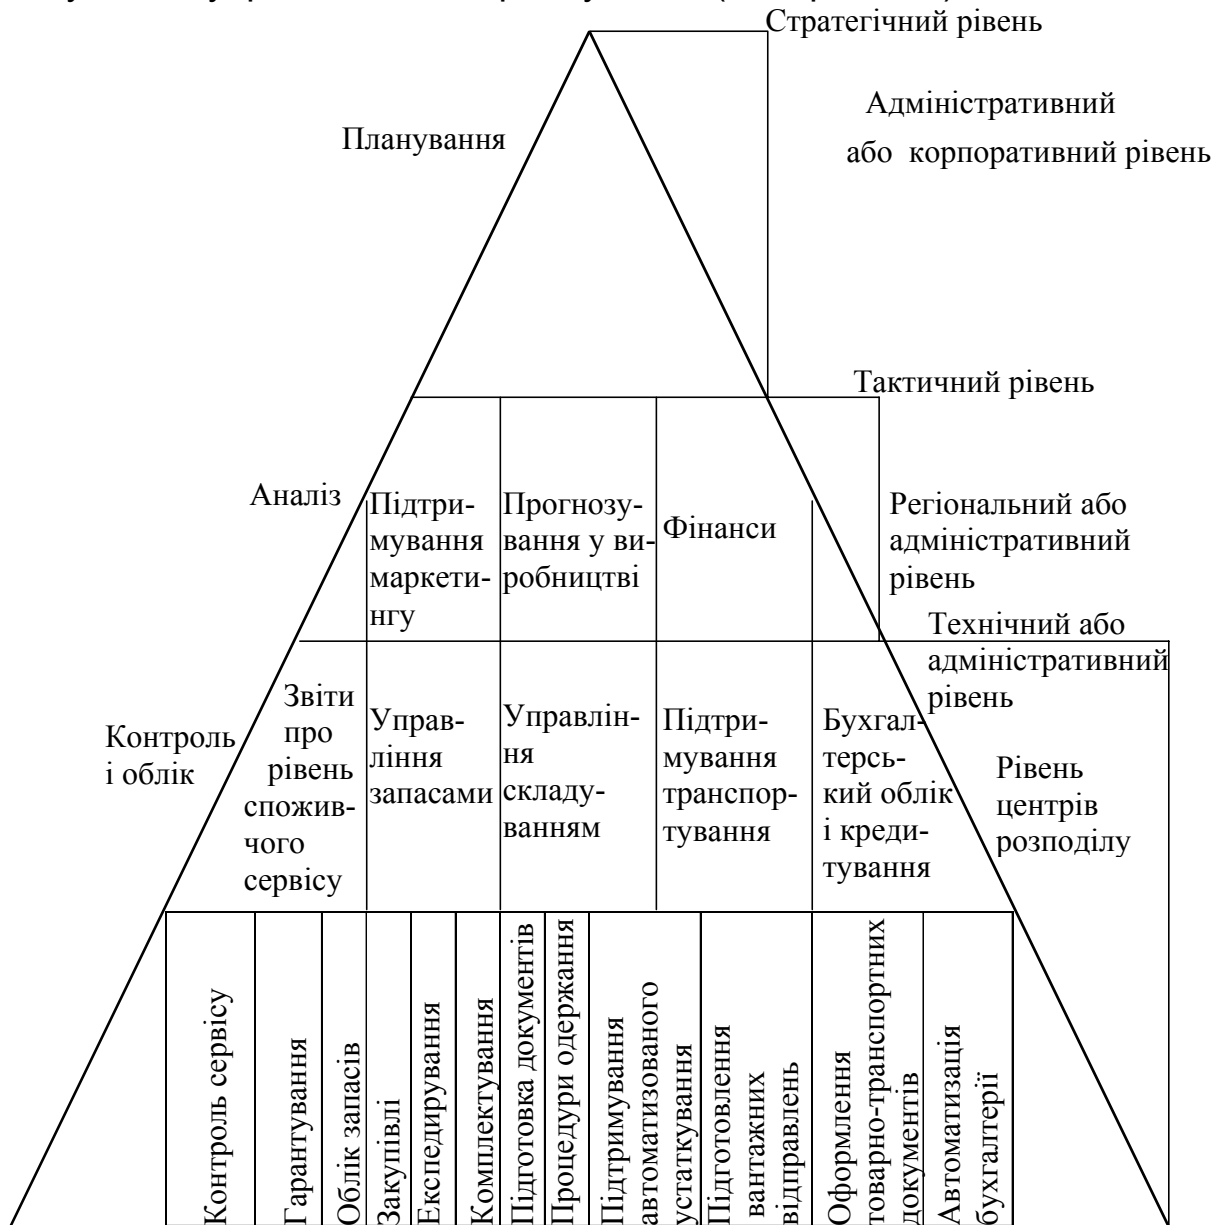 Стратегічний рівень
Адміністративний
або корпоративний рівень
Планування
Тактичний рівень
Аналіз
Підтри-
мування
маркети-
нгу
Прогнозу-
вання у ви-
робництві
Фінанси
Регіональний або
адміністративний
рівень
Технічний або
адміністративний
рівень
Контроль
і облік
Звіти
про
рівень
спожив-
чого
сервісу
Управ-
ління
запасами
Управлін-
ня
складу-
ванням
Підтри-
мування
транспор-
тування
Бухгал-
терсь-
кий облік
і креди-
тування
Рівень
центрів
розподілу
Контроль сервісу
Гарантування
Облік запасів
Закупівлі
Експедирування
Комплектування
Підготовка документів
Процедури одержання
Підтримування
автоматизованого
устаткування
Підготовлення
вантажних
відправлень
Оформлення
товарно-транспортних
документів
Автоматизація
бухгалтерії